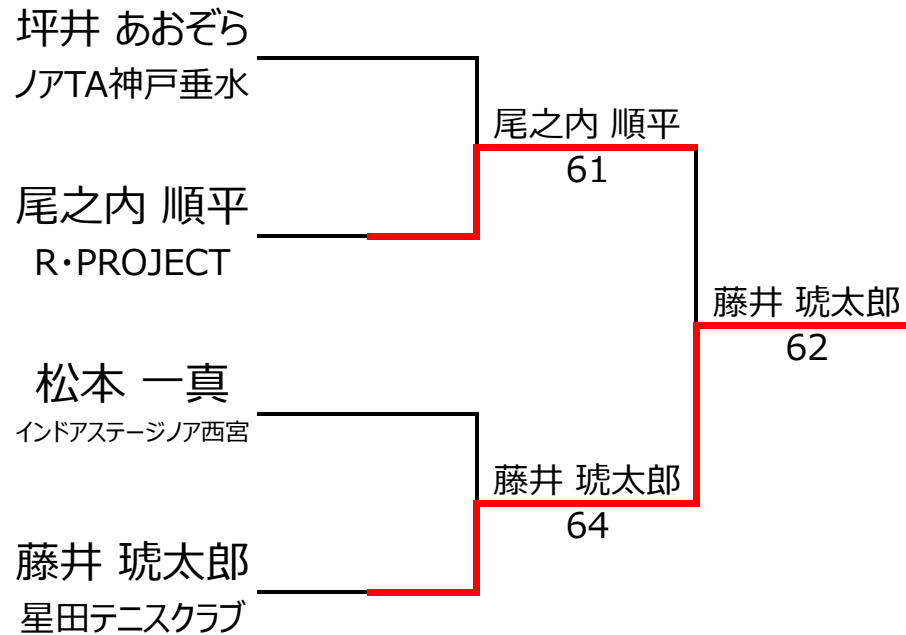 坪井 あおぞら
ノアTA神戸垂水
尾之内 順平
61
尾之内 順平
R・PROJECT
藤井 琥太郎
62
松本 一真
インドアステージノア西宮
藤井 琥太郎
64
藤井 琥太郎
星田テニスクラブ